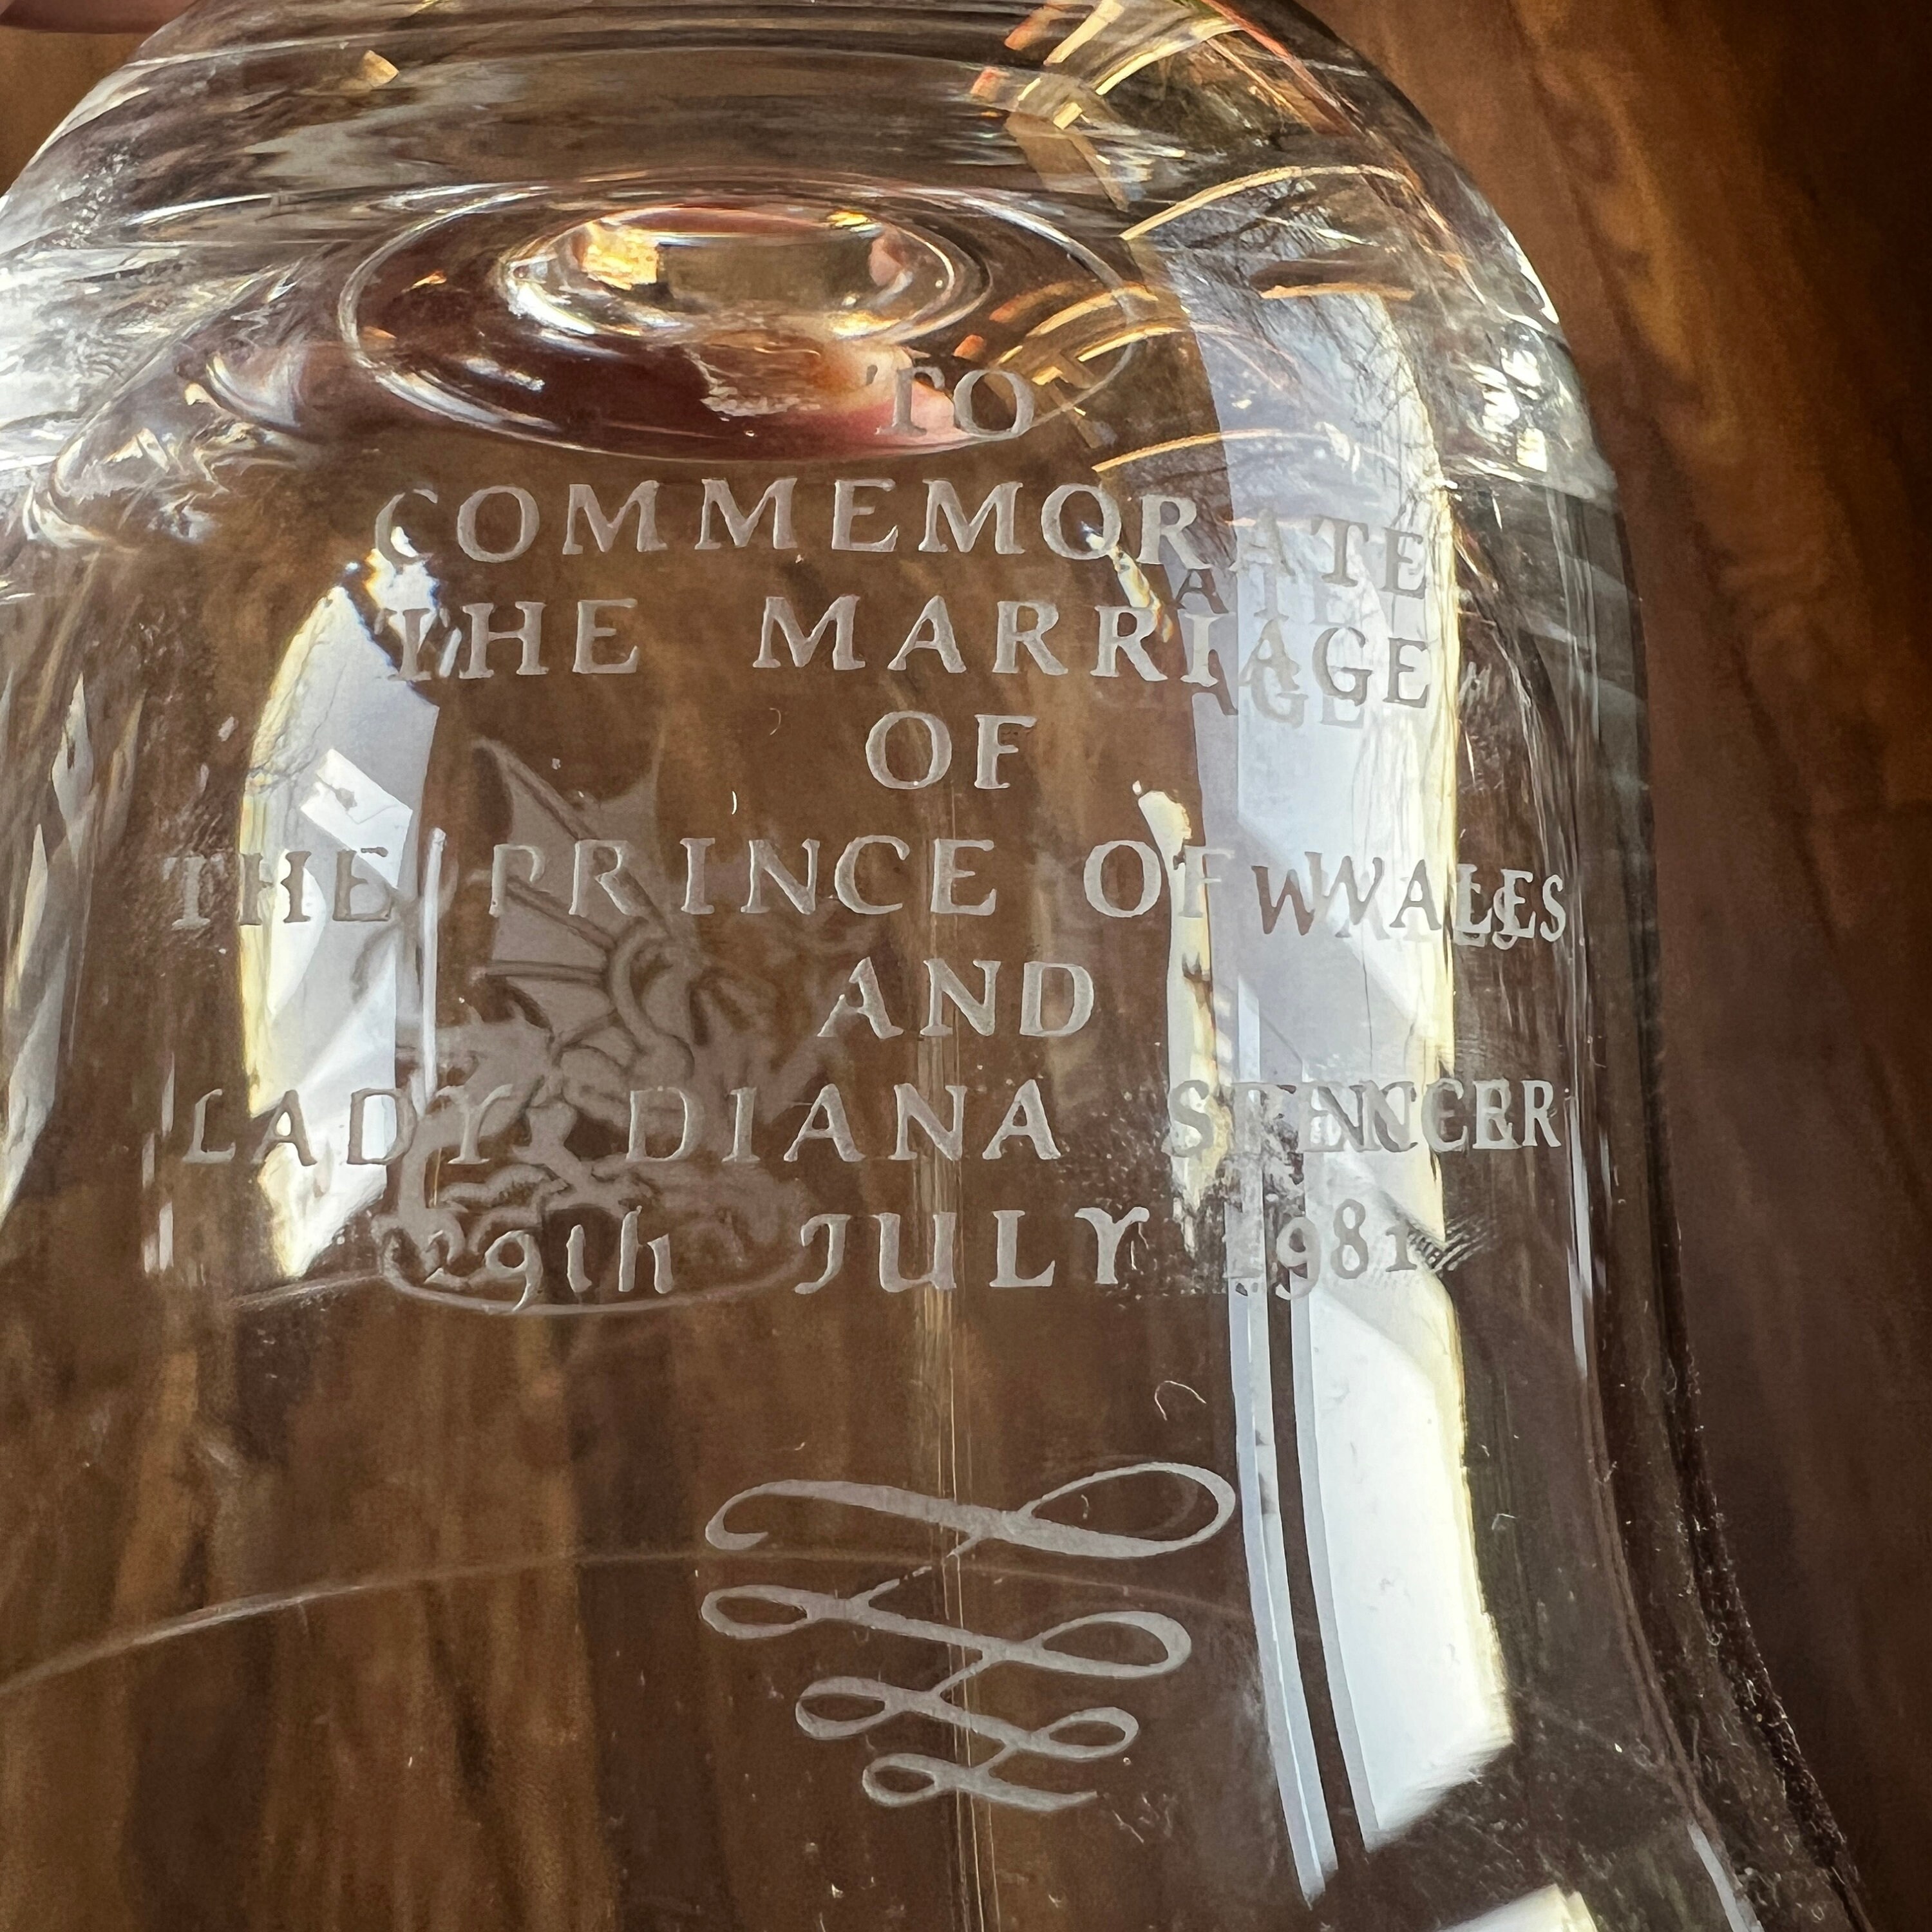 TO
COMMEMORATE
THE MARRIAGE
OF
THE PRINCE OF WALES
AND
LADY DIANA SPENCER
29th JULY 1981